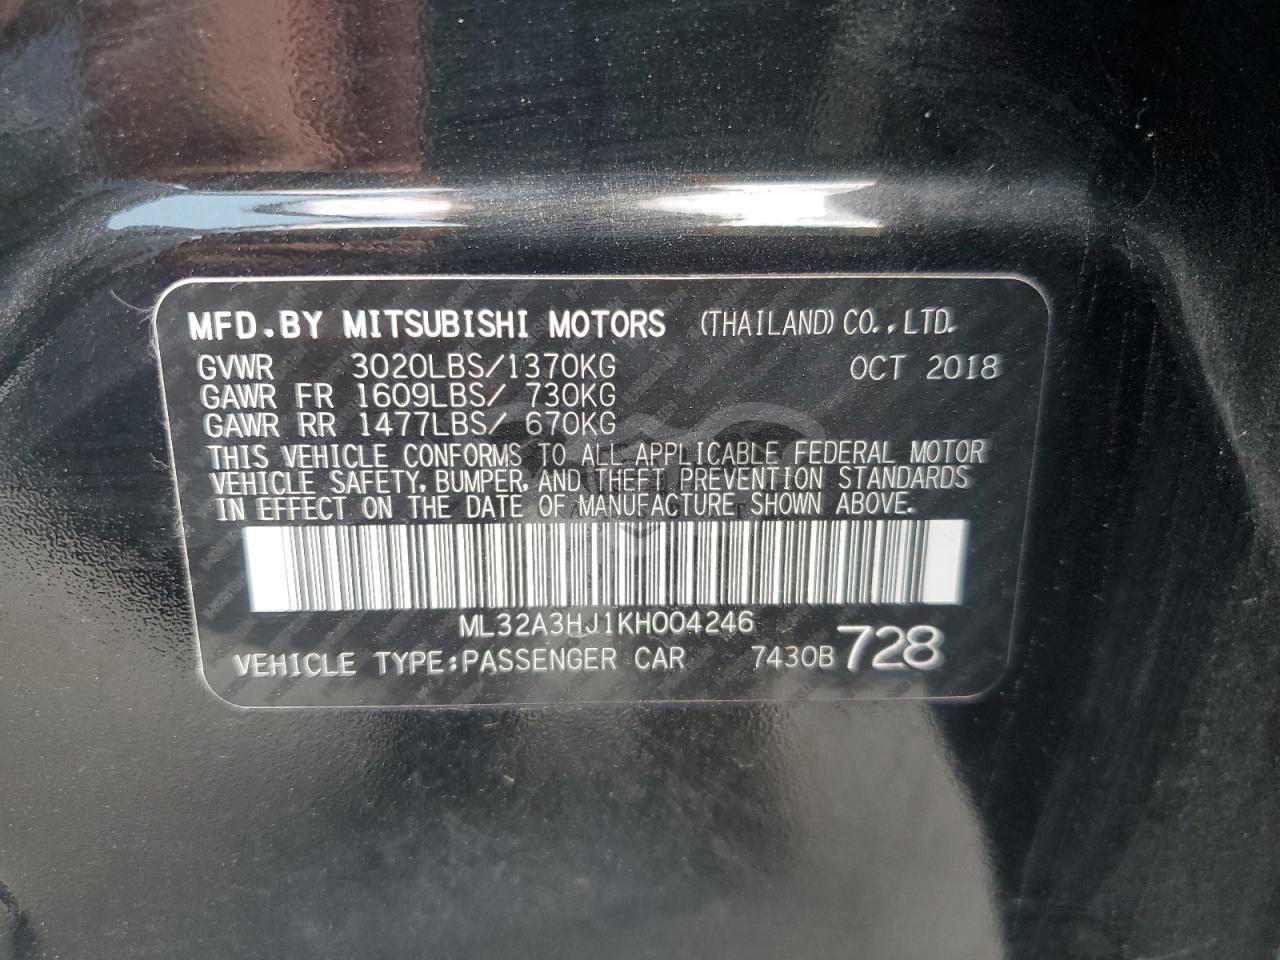 MFD.BY MITSUBISHI MOTORS (THAILAND)CO.,LTD.
GVWR 3020LBS/1370KG OCT 2018
GAWR FR 1609LBS/ 730KG
GAWR RR 1477LBS/ 670KG
THIS VEHICLE CONFORMS TO ALL APPLICABLE FEDERAL MOTOR
VEHICLE SAFETY, BUMPER, AND THEFT PREVENTION STANDARDS
IN EFFECT ON THE DATE OF MANUFACTURE SHOWN ABOVE.
ML32A3HJ1KH004246
VEHICLE TYPE:PASSENGER CAR 7430B 728